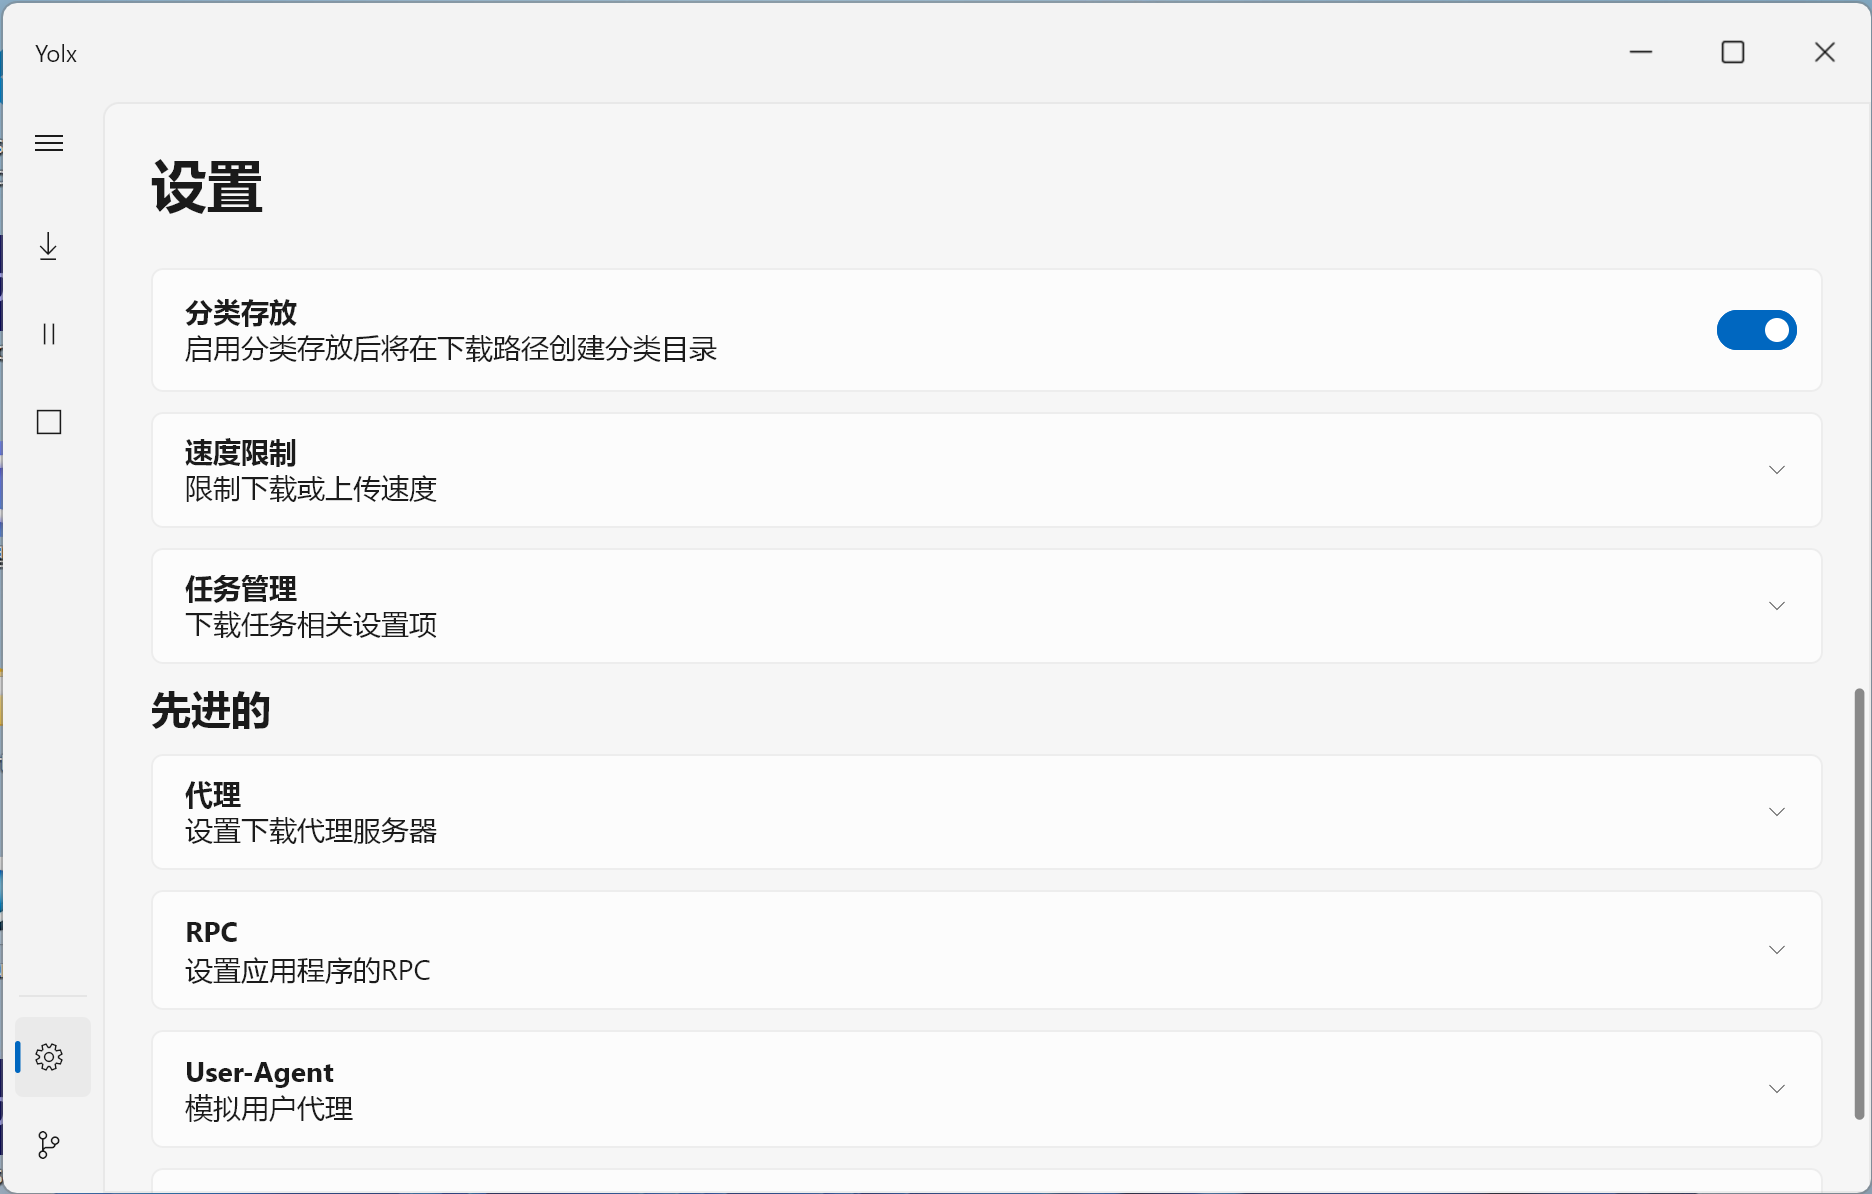 Yolx
设置
分类存放
启用分类存放后将在下载路径创建分类目录
速度限制
限制下载或上传速度
任务管理
下载任务相关设置项
先进的
代理
设置下载代理服务器
RPC
设置应用程序的RPC
User-Agent
模拟用户代理